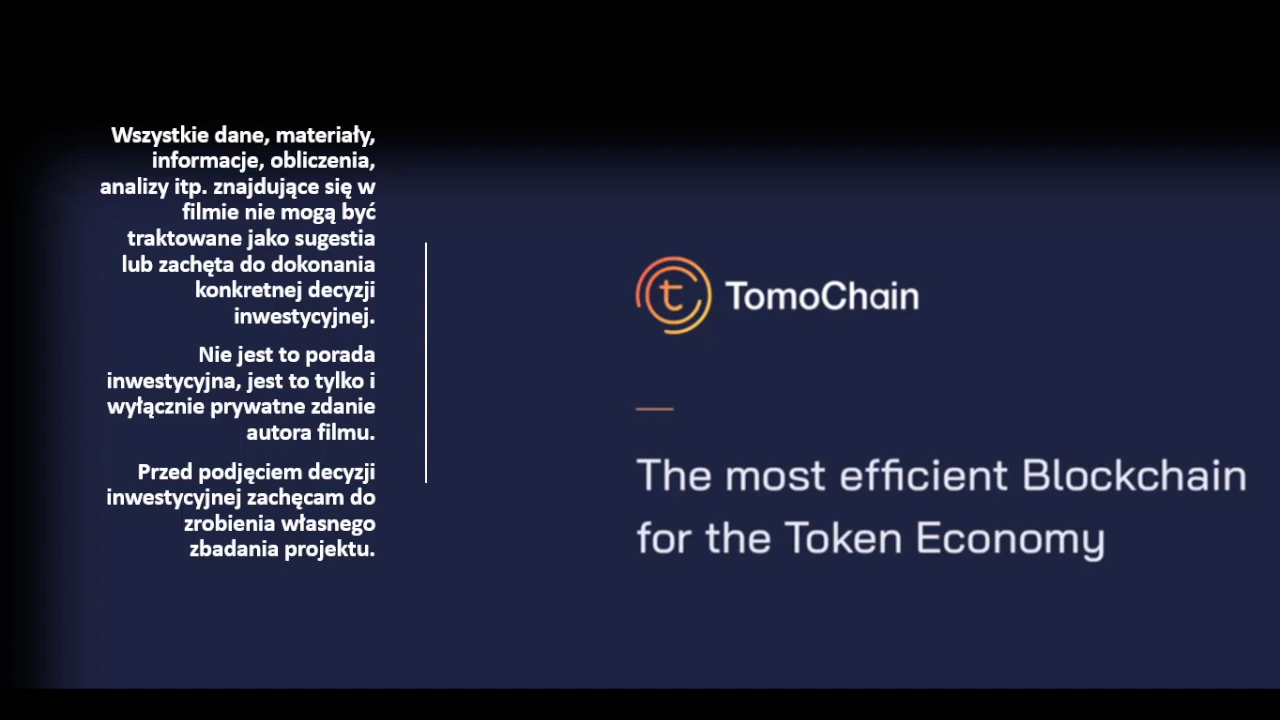 Wszystkie dane, materiały,
informacje, obliczenia,
analizy itp. znajdujące się w
filmie nie mogą być
traktowane jako sugestia
lub zachęta do dokonania
konkretnej decyzji
inwestycyjnej.
Nie jest to porada
inwestycyjna, jest to tylko i
wyłącznie prywatne zdanie
autora filmu.
Przed podjęciem decyzji
inwestycyjnej zachęcam do
zrobienia własnego
zbadania projektu.
t TomoChain
The most efficient Blockchain
for the Token Economy